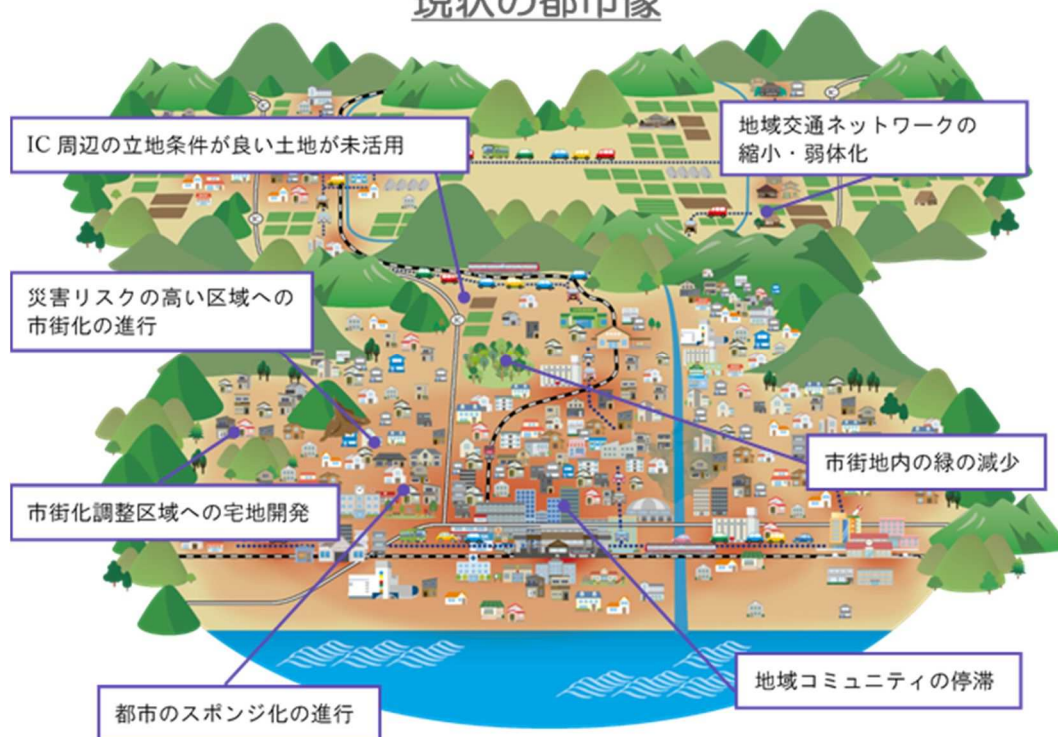 現状の都市像
IC 周辺の立地条件が良い土地が未活用
地域交通ネットワークの
縮小・弱体化
災害リスクの高い区域への
市街化の進行
市街地内の緑の減少
市街化調整区域への宅地開発
地域コミュニティの停滞
都市のスポンジ化の進行